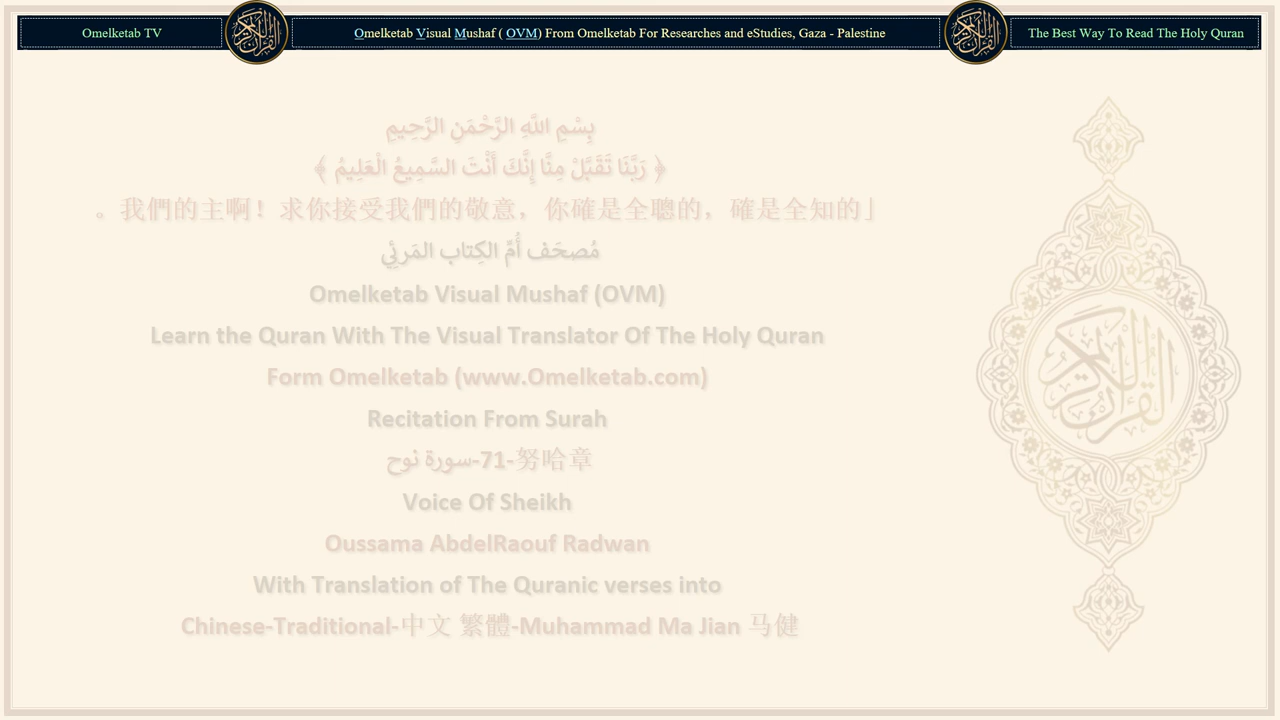 Omelketab TV
Omelketab Visual Mushaf ( OVM) From Omelketab For Researches and eStudies, Gaza - Palestine
The Best Way To Read The Holy Quran
بِسْمِ اللَّهِ الرَّحْمَنِ الرَّحِيمِ
﴿ رَبَّنَا تَقَبَّلْ مِنَّا إِنَّكَ أَنْتَ السَّمِيعُ الْعَلِيمُ ﴾
。我們的主啊！求你接受我們的敬意，你確是全聰的，確是全知的」
مُصحَف أُمِّ الكِتاب المَرئِي
Omelketab Visual Mushaf (OVM)
Learn the Quran With The Visual Translator Of The Holy Quran
Form Omelketab (www.Omelketab.com)
Recitation From Surah
سورة نوح-71-努哈章
Voice Of Sheikh
Oussama AbdelRaouf Radwan
With Translation of The Quranic verses into
Chinese-Traditional-中文 繁體-Muhammad Ma Jian 马健
القرآن الكريم